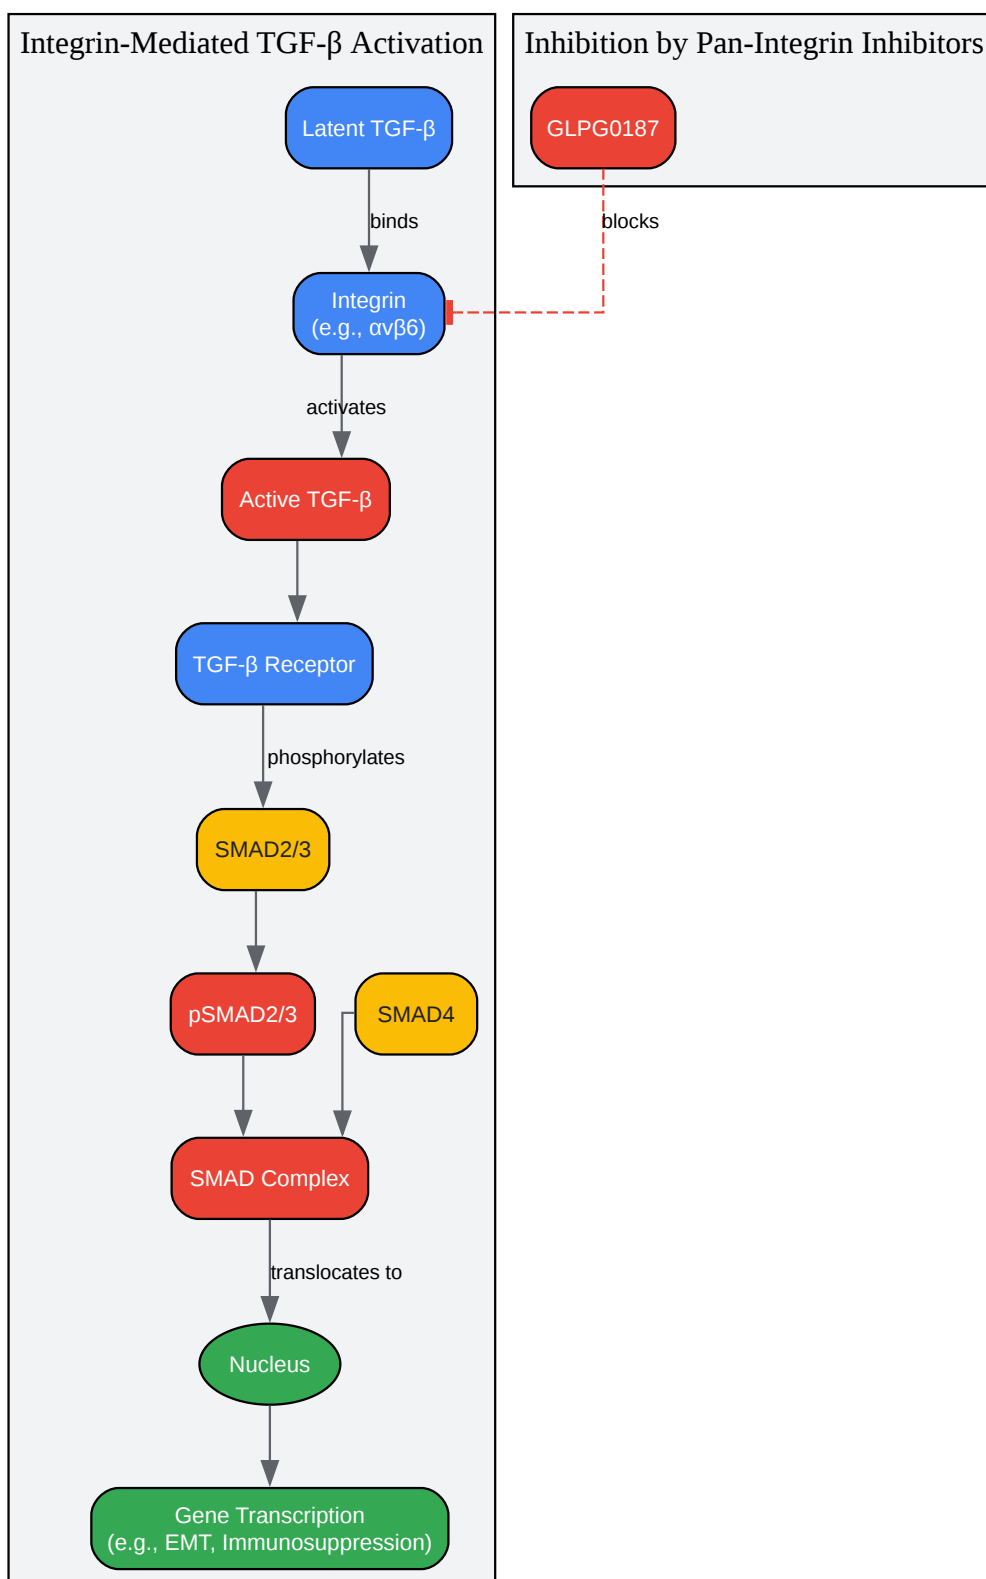 Integrin-Mediated TGF-β Activation
Inhibition by Pan-Integrin Inhibitors
Latent TGF-β
GLPG0187
binds
blocks
Integrin
(e.g., αvβ6)
activates
Active TGF-β
TGF-β Receptor
phosphorylates
SMAD2/3
pSMAD2/3
SMAD4
SMAD Complex
translocates to
Nucleus
Gene Transcription
(e.g., EMT, Immunosuppression)